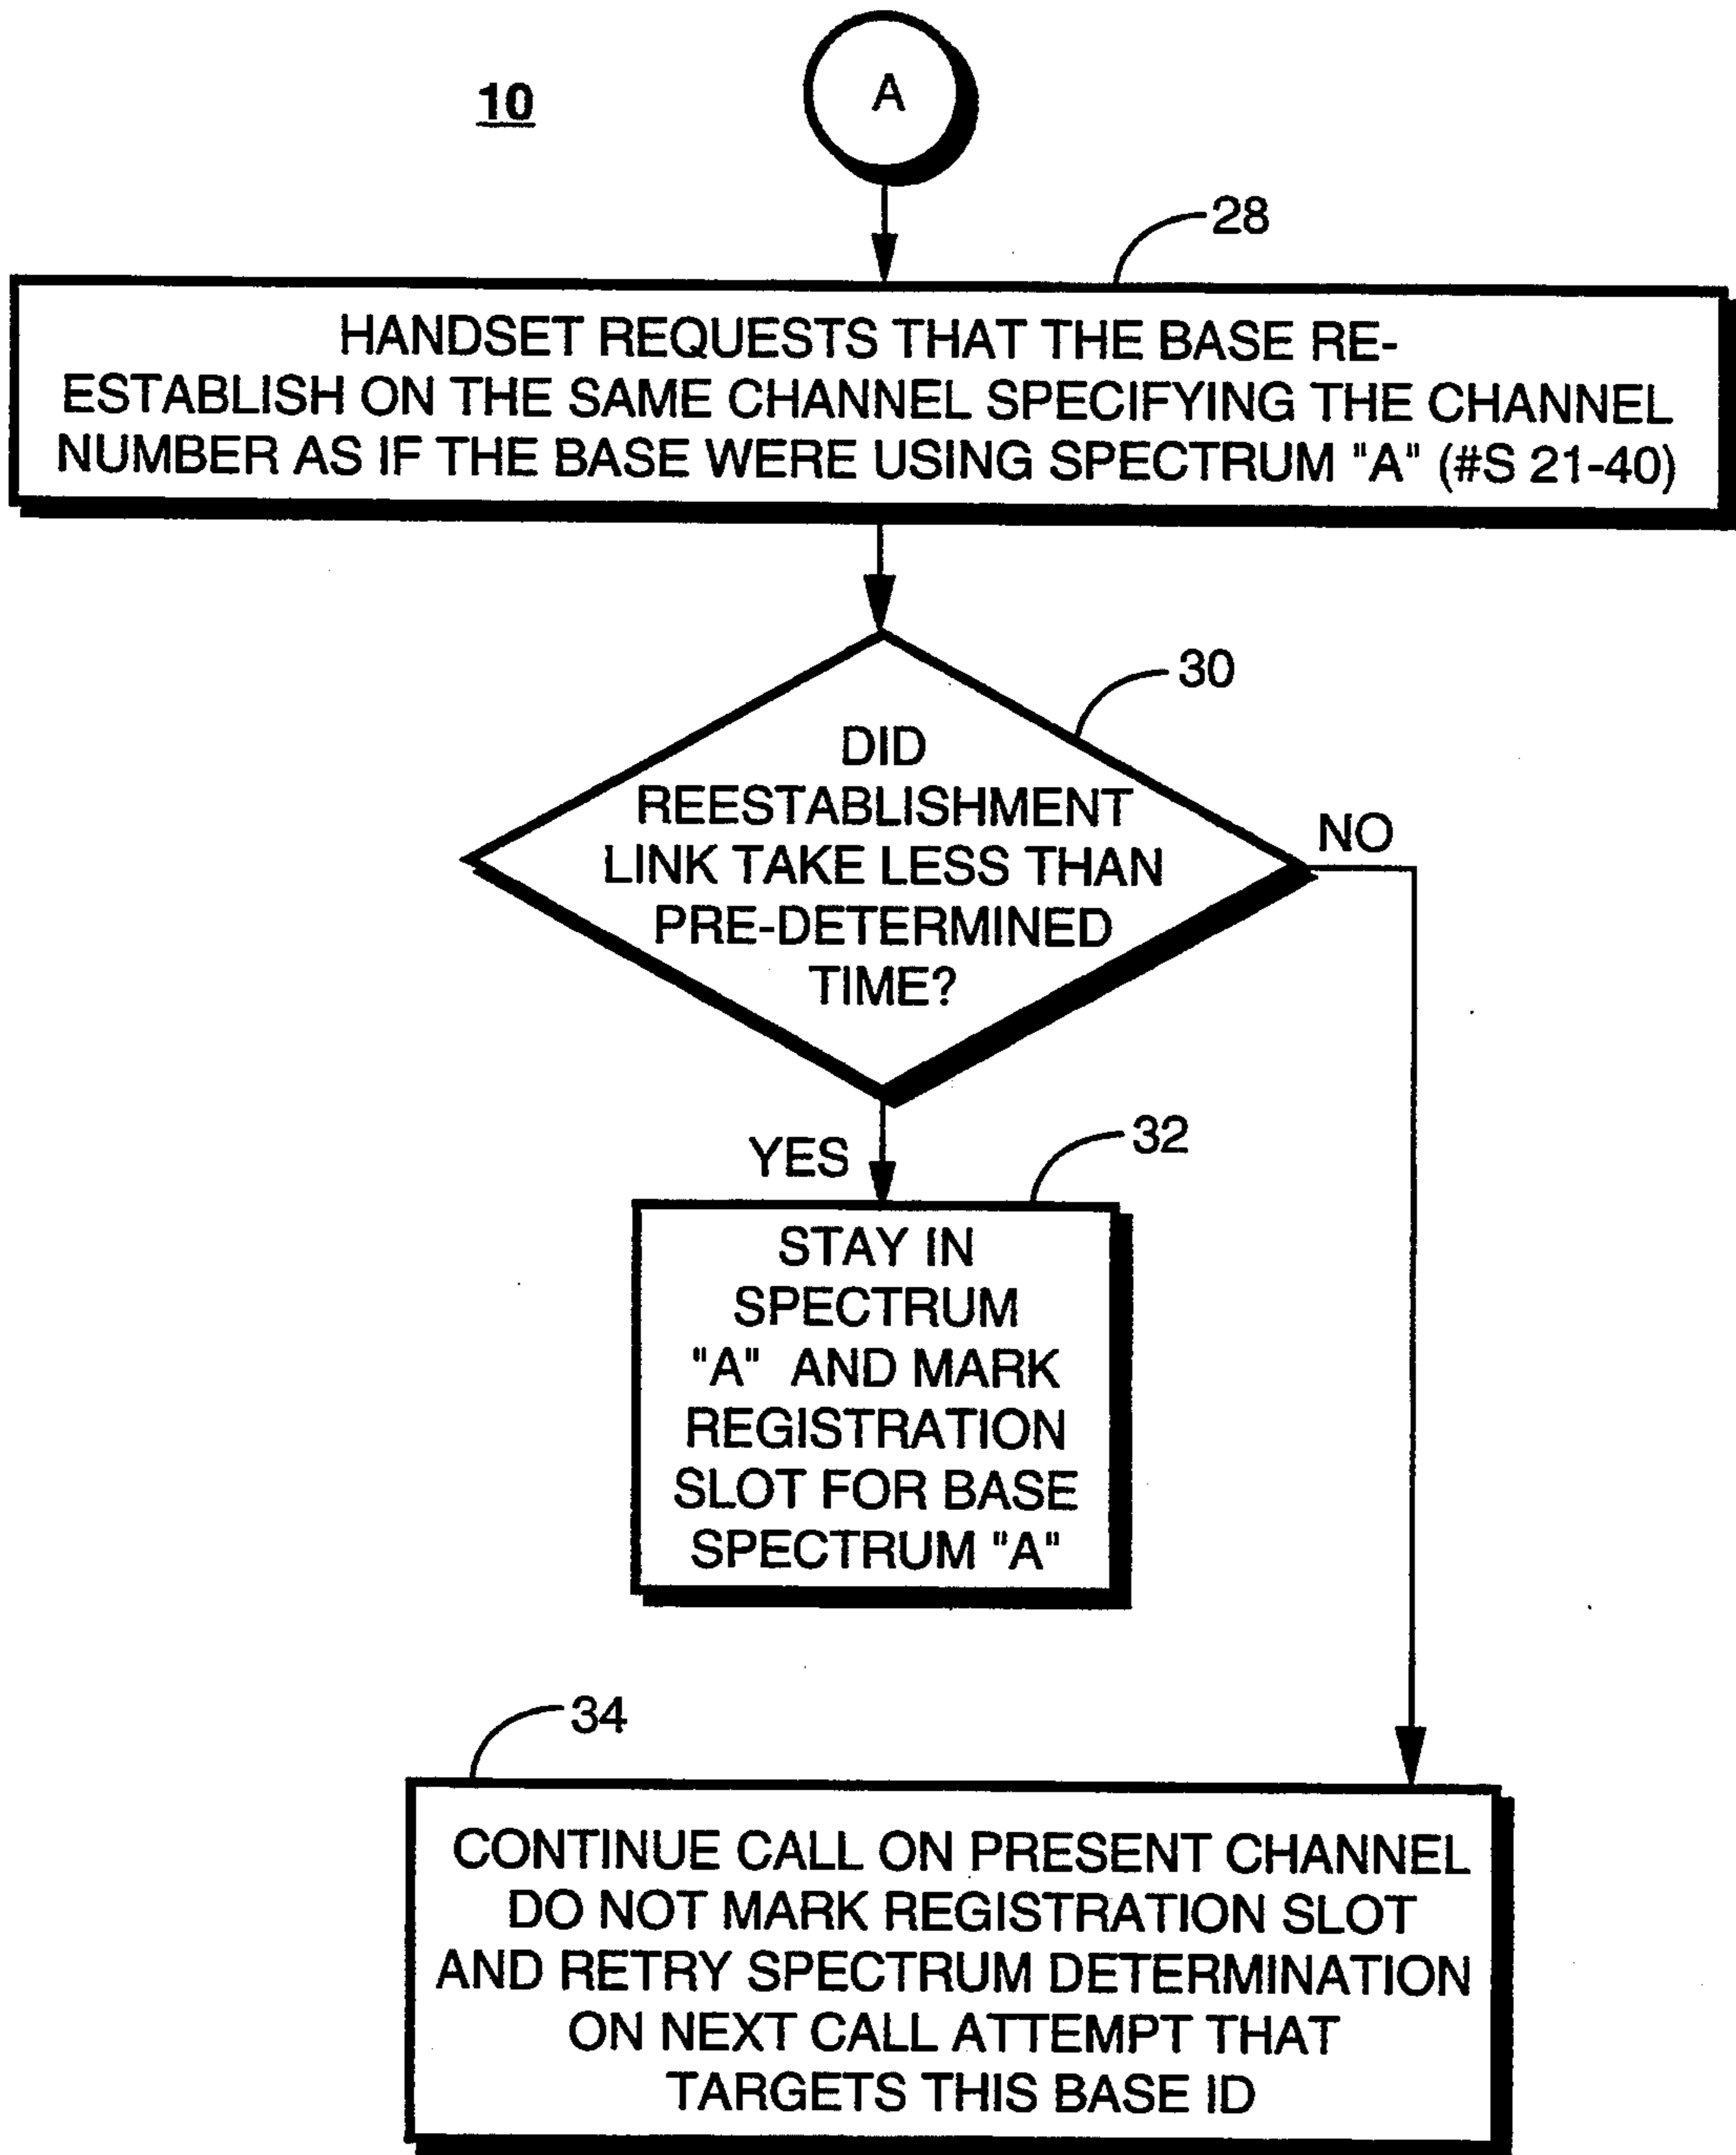 10
A
28
HANDSET REQUESTS THAT THE BASE RE-
ESTABLISH ON THE SAME CHANNEL SPECIFYING THE CHANNEL
NUMBER AS IF THE BASE WERE USING SPECTRUM "A" (#S 21-40)
30
DID
REESTABLISHMENT
LINK TAKE LESS THAN
PRE-DETERMINED
TIME?
NO
YES
32
STAY IN
SPECTRUM
"A" AND MARK
REGISTRATION
SLOT FOR BASE
SPECTRUM "A"
34
CONTINUE CALL ON PRESENT CHANNEL
DO NOT MARK REGISTRATION SLOT
AND RETRY SPECTRUM DETERMINATION
ON NEXT CALL ATTEMPT THAT
TARGETS THIS BASE ID